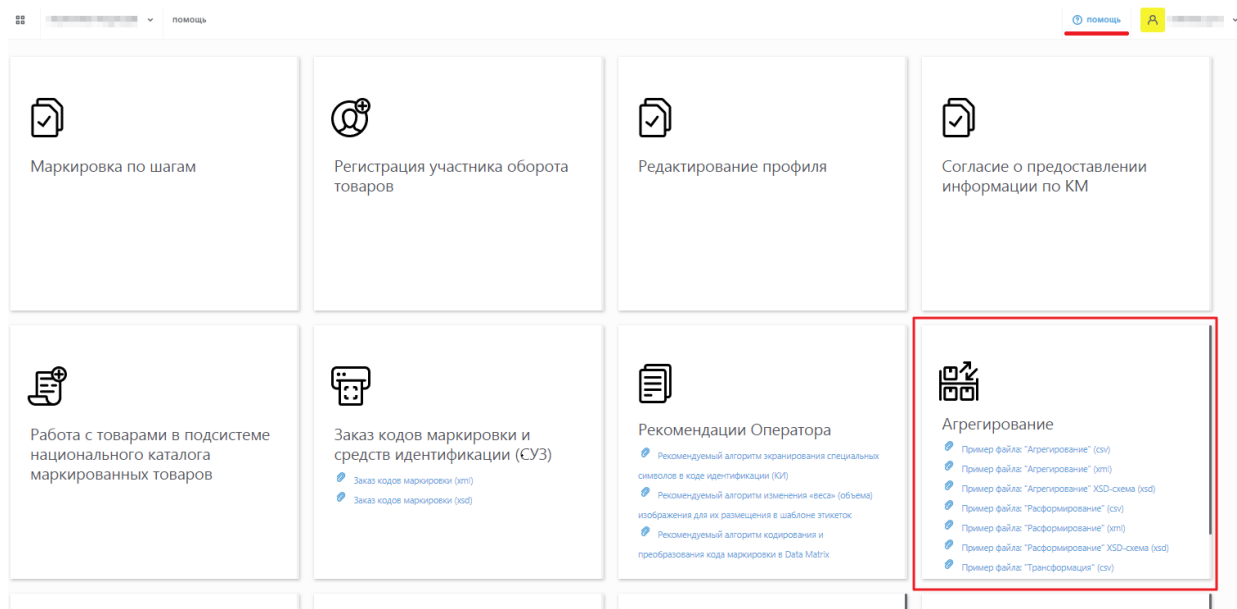 помощь
помощь
Маркировка по шагам
Регистрация участника оборота
товаров
Редактирование профиля
Согласие о предоставлении
информации по КМ
Работа с товарами в подсистеме
национального каталога
маркированных товаров
Заказ кодов маркировки и
средств идентификации (СУЗ)
Заказ кодов маркировки (xml)
Заказ кодов маркировки (xsd)
Рекомендации Оператора
Рекомендуемый алгоритм экранирования специальных
символов в коде идентификации (КИ)
Рекомендуемый алгоритм изменения «веса» (объема)
изображения для их размещения в шаблоне этикеток
Рекомендуемый алгоритм кодирования и
преобразования кода маркировки в Data Matrix
Агрегирование
Пример файла: "Агрегирование" (csv)
Пример файла: "Агрегирование" (xml)
Пример файла: "Агрегирование" XSD-схема (xsd)
Пример файла: "Расформирование" (csv)
Пример файла: "Расформирование" (xml)
Пример файла: "Расформирование" XSD-схема (xsd)
Пример файла: "Трансформация" (csv)